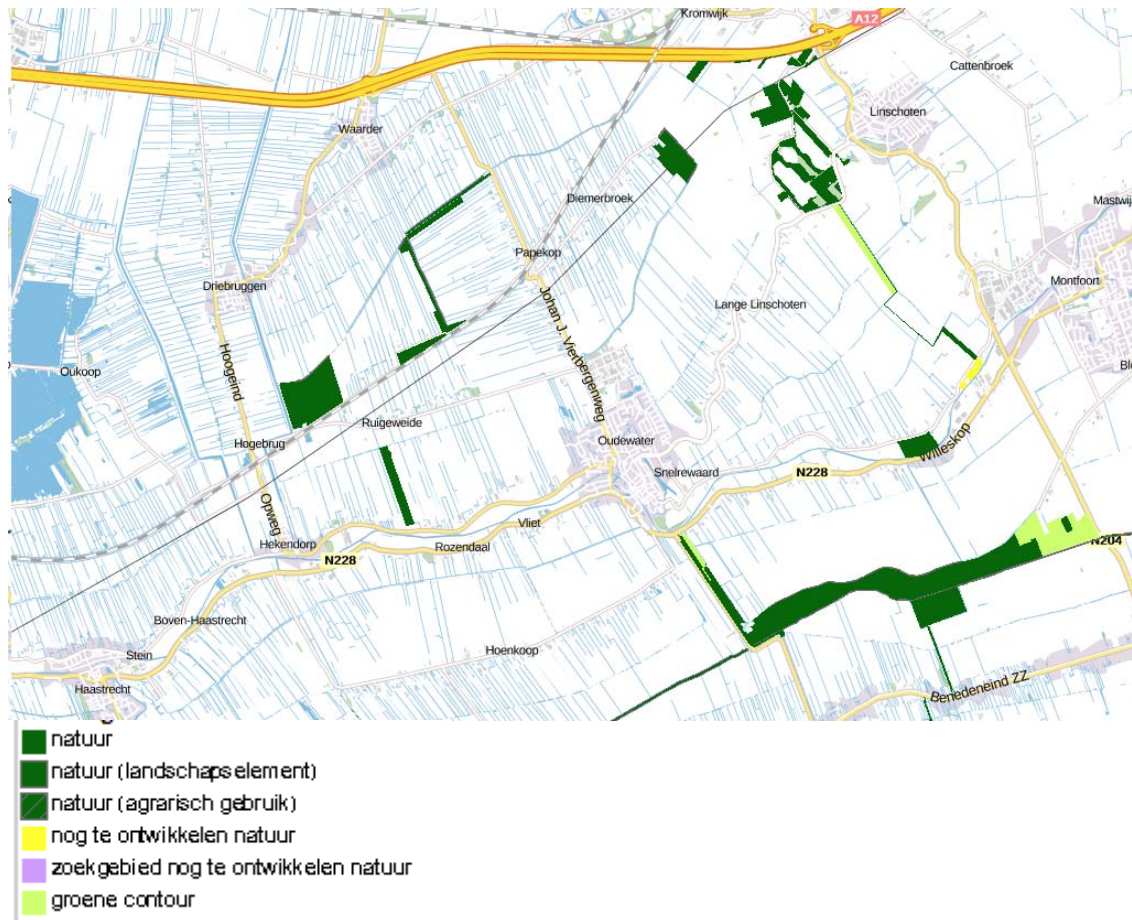 Kromwijk
A12
Cattenbroek
Linschoten
Waarder
Diemerbroek
Mastwij
Papekop
Driebruggen
Montfoort
Johan J. Vierbergenweg
Lange Linschoten
Hoogeind
Oukoop
Ble
Ruigeweide
Hogebrug
Oudewater
Willeskop
Snelrewaard
N228
Opweg
Vliet
Hekendorp
Rozendaal
N204
N228
Boven-Haastrecht
Stein
Hoenkoop
Haastrecht
Benedeneind ZZ
natuur
natuur (landschapselement)
natuur (agrarisch gebruik)
nog te ontwikkelen natuur
zoekgebied nog te ontwikkelen natuur
groene contour